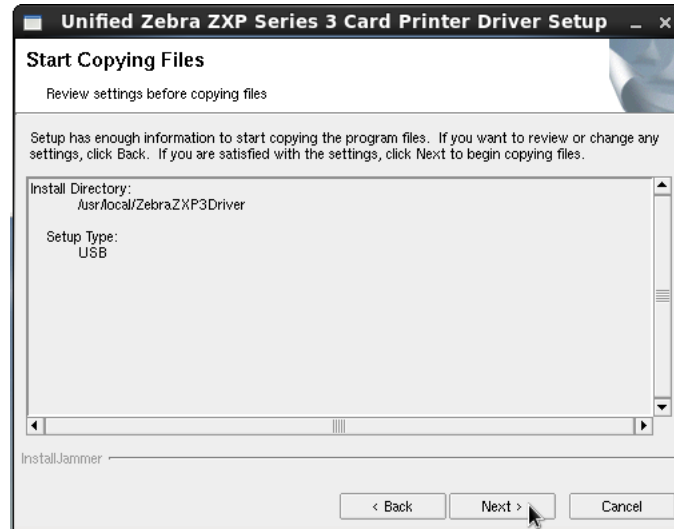 Unified Zebra ZXP Series 3 Card Printer Driver Setup
Start Copying Files
Review settings before copying files
Setup has enough information to start copying the program files. If you want to review or change any
settings, click Back. If you are satisfied with the settings, click Next to begin copying files.
Install Directory:
/usr/local/ZebraZXP3Driver
Setup Type:
USB
InstallJammer
< Back
Next >
Cancel